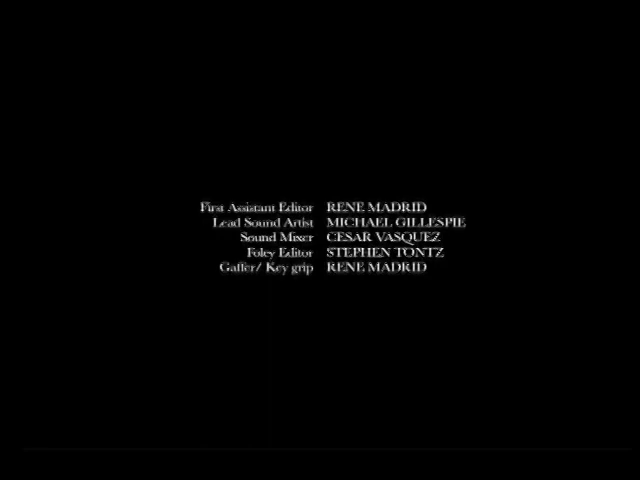 First Assistant Editor RENE MADRID
Lead Sound Artist MICHAEL GILLESPIE
Sound Mixer CESAR VASQUEZ
Foley Editor STEPHEN TONTZ
Gaffer/ Key grip RENE MADRID